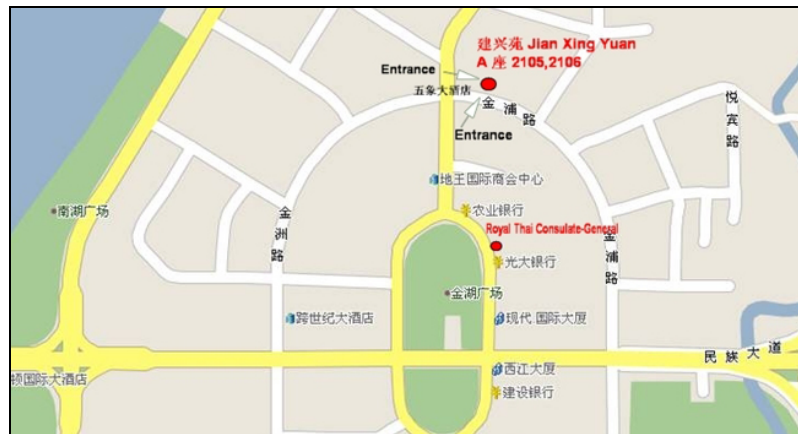 建兴苑 Jian Xing Yuan
A 座 2105,2106
Entrance
五象大酒店
金浦路
Entrance
悦宾路
地王国际商会中心
南湖广场
金洲路
农业银行
Royal Thai Consulate-General
金浦路
光大银行
金湖广场
跨世纪大酒店
现代国际大厦
民族大道
西江大厦
顿国际大酒店
建设银行